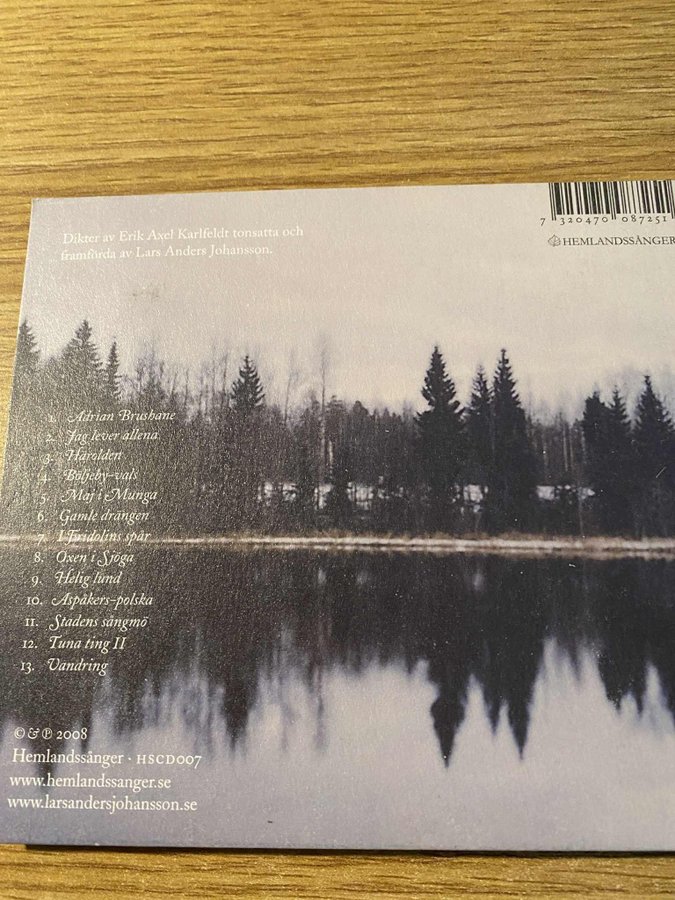 Dikter av Erik Axel Karlfeldt tonsatta och
framförda av Lars Anders Johansson.
7 320470 087251
HEMLANDSSÅNGER
1. Adrian Brushane
2. Jag lever allena
3. Härolden
4. Böljeby-vals
5. Maj i Munga
6. Gamle drängen
7. I Fridolins spår
8. Oxen i Sjöga
9. Helig lund
10. Aspåkers-polska
11. Stadens sångmö
12. Tuna ting II
13. Vandring
© & ℗ 2008
Hemlandssånger · HSCD007
www.hemlandssanger.se
www.larsandersjohansson.se